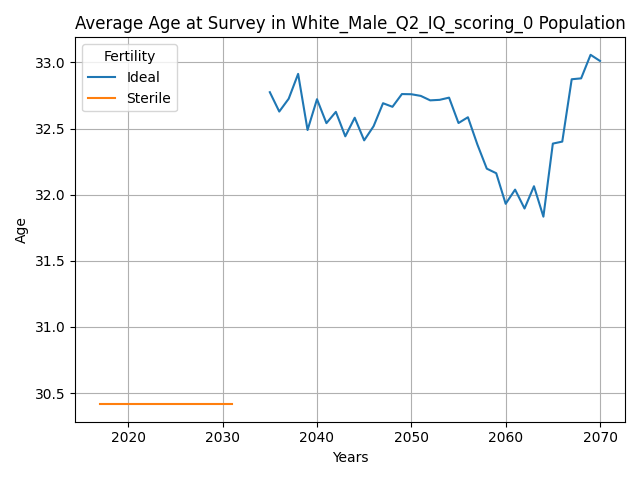 Average Age at Survey in White_Male_Q2_IQ_scoring_0 Population
Fertility
Ideal
Sterile
33.0
32.5
32.0
31.5
31.0
30.5
Age
2020 2030 2040 2050 2060 2070
Years